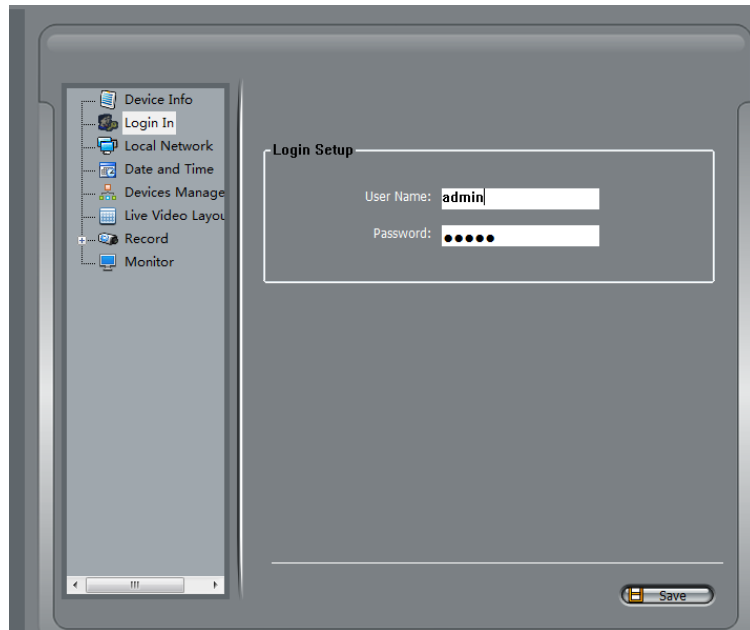 Device Info
Login In
Local Network
Date and Time
Devices Manage
Live Video Layou
Record
Monitor
Login Setup
User Name: admin
Password: ●●●●●
Save